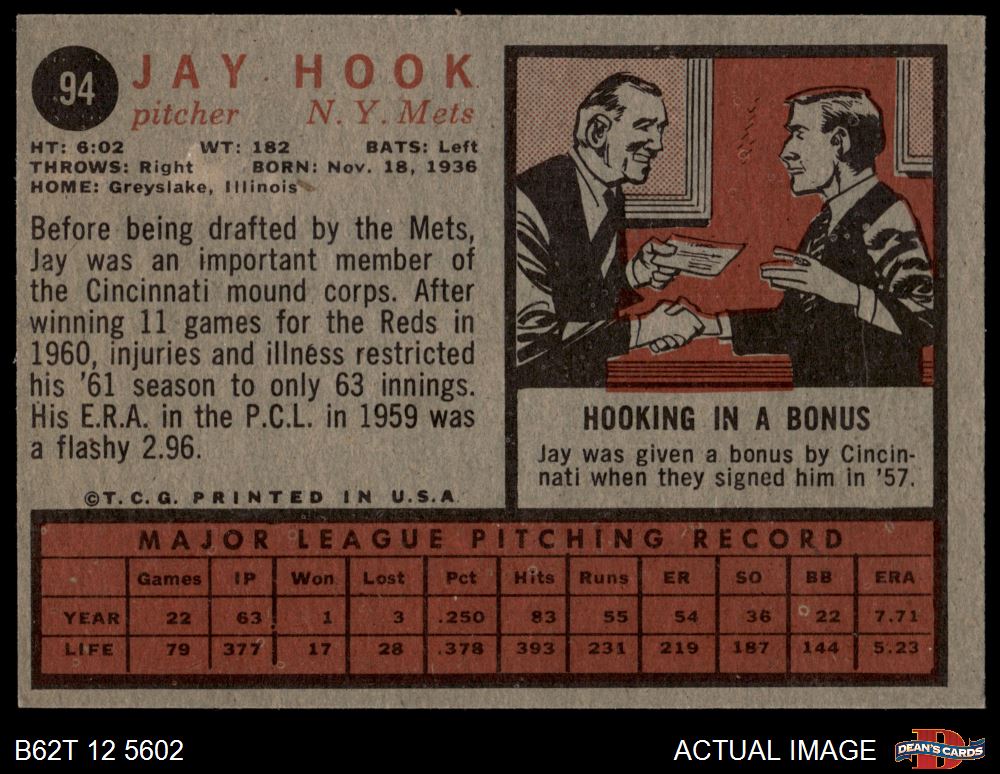 94
JAY HOOK
pitcher N. Y. Mets
HT: 6:02 WT: 182 BATS: Left
THROWS: Right BORN: Nov. 18, 1936
HOME: Greyslake, Illinois
Before being drafted by the Mets,
Jay was an important member of
the Cincinnati mound corps. After
winning 11 games for the Reds in
1960, injuries and illness restricted
his '61 season to only 63 innings.
His E.R.A. in the P.C.L. in 1959 was
a flashy 2.96.
©T.C.G. PRINTED IN U.S.A.
HOOKING IN A BONUS
Jay was given a bonus by Cincin-
nati when they signed him in '57.
MAJOR LEAGUE PITCHING RECORD
Games IP Won Lost Pct Hits Runs ER SO BB ERA
YEAR 22 63 1 3 .250 83 55 54 36 22 7.71
LIFE 79 377 17 28 .378 393 231 219 187 144 5.23
B62T 12 5602
ACTUAL IMAGE
D
DEAN'S CARDS